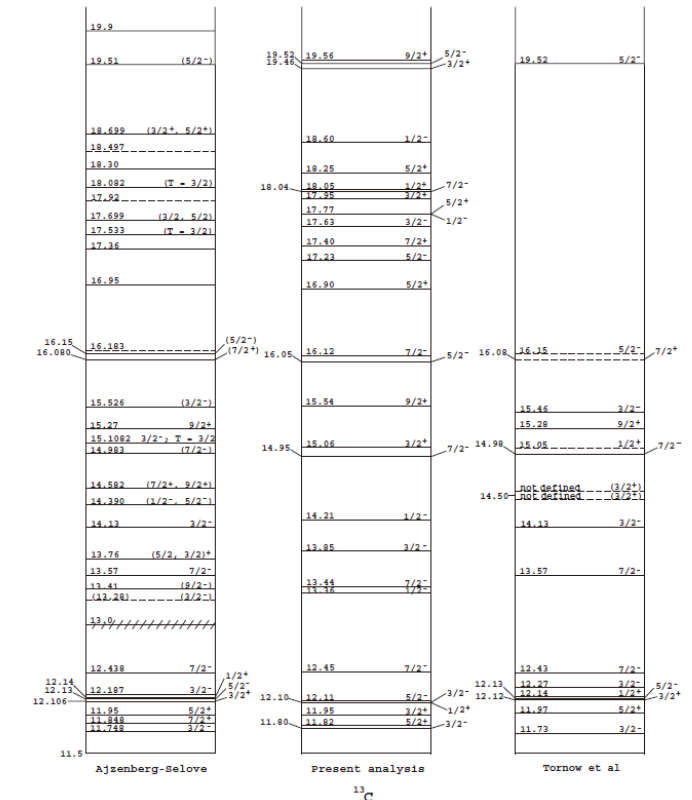 19.9
19.51 (5/2⁻)
18.699 (3/2⁺, 5/2⁺)
18.497
18.30
18.082 (T = 3/2)
17.92
17.699 (3/2, 5/2)
17.533 (T = 3/2)
17.36
16.95
16.15 16.183 (5/2⁻)
16.080 (7/2⁺)
15.526 (3/2⁻)
15.27 9/2⁺
15.1082 3/2⁻; T = 3/2
14.983 (7/2⁻)
14.582 (7/2⁺, 9/2⁺)
14.390 (1/2⁻, 5/2⁻)
14.13 3/2⁻
13.76 (5/2, 3/2)⁺
13.57 7/2⁻
13.41 (9/2⁻)
(13.28) (3/2⁻)
13.0
12.438 7/2⁻
12.14 1/2⁺
12.13 12.187 3/2⁻ 5/2⁻
12.106 3/2⁺
11.95 5/2⁺
11.848 7/2⁺
11.748 3/2⁻
11.5
Ajzenberg-Selove
19.52 19.56 9/2⁺ 5/2⁻
19.46 3/2⁺
18.60 1/2⁻
18.25 5/2⁺
18.04 18.05 1/2⁺ 7/2⁻
17.95 3/2⁺
17.77 5/2⁺
17.63 3/2⁻ 1/2⁻
17.40 7/2⁺
17.23 5/2⁻
16.90 5/2⁺
16.05 16.12 7/2⁻ 5/2⁻
15.54 9/2⁺
14.95 15.06 3/2⁺ 7/2⁻
14.21 1/2⁻
13.85 3/2⁻
13.44 7/2⁻
13.36 1/2⁻
12.45 7/2⁻
12.10 12.11 5/2⁻ 3/2⁻
11.95 3/2⁺ 1/2⁺
11.80 11.82 5/2⁺ 3/2⁻
Present analysis
19.52 5/2⁻
16.08 16.15 5/2⁻ 7/2⁺
15.46 3/2⁻
15.28 9/2⁺
14.98 15.05 1/2⁺ 7/2⁻
not defined (3/2⁺)
14.50 not defined (3/2⁺)
14.13 3/2⁻
13.57 7/2⁻
12.43 7/2⁻
12.13 12.27 3/2⁻ 5/2⁻
12.12 12.14 1/2⁺ 3/2⁺
11.97 5/2⁺
11.73 3/2⁻
Tornow et al
¹³C